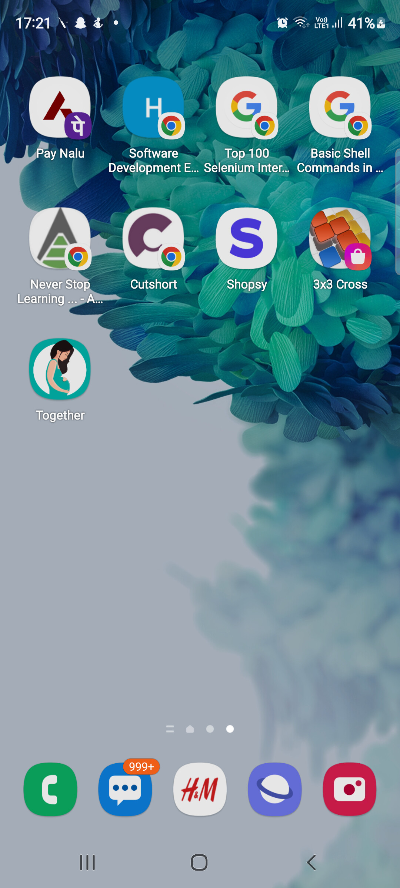 17:21
Vo)
LTE1
41%
पे
Pay Nalu
H
Software
Development E...
G
Top 100
Selenium Inter...
G
Basic Shell
Commands in ...
Never Stop
Learning ... - A...
C
Cutshort
S
Shopsy
3x3 Cross
Together
999+
H&M